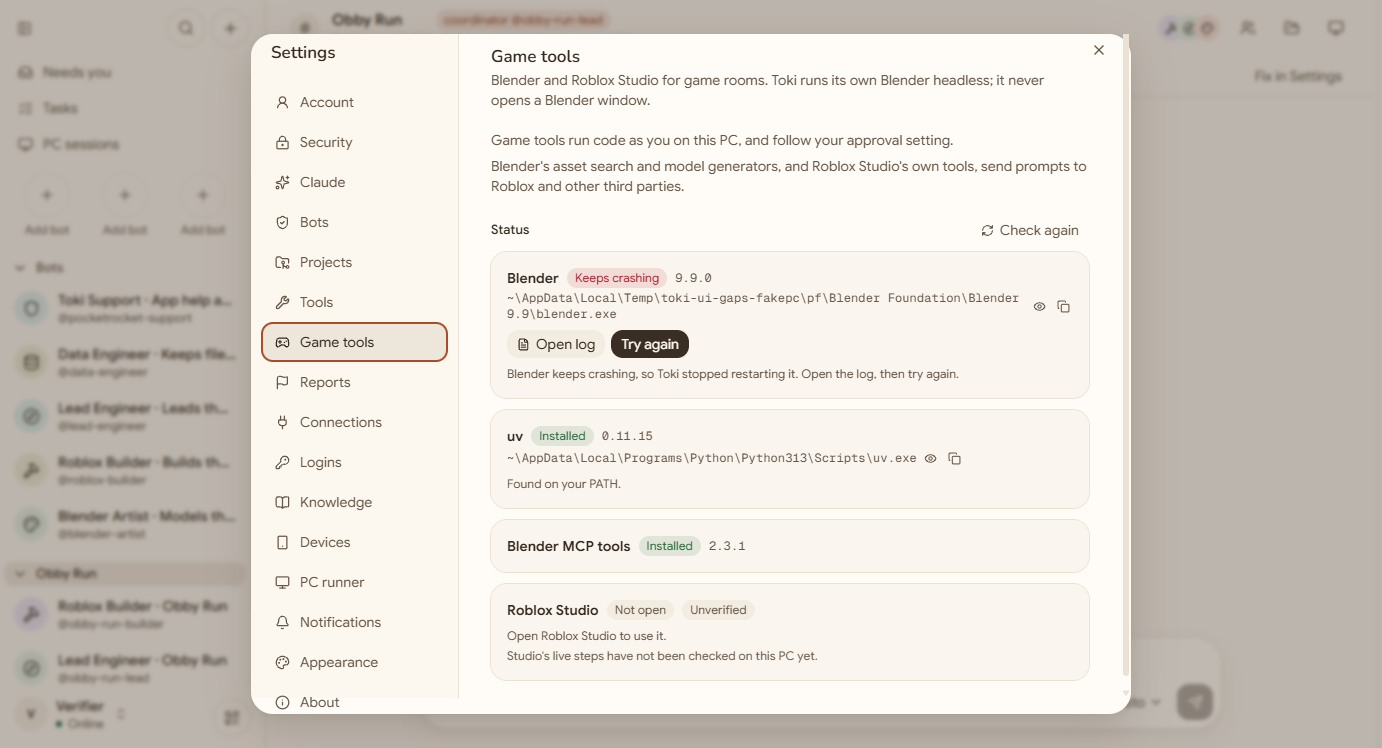 Obby Run
coordinator @obby-run-lead
Needs you
Tasks
PC sessions
Add bot
Add bot
Add bot
Bots
Toki Support · App help a...
@pocketrocket-support
Data Engineer · Keeps file...
@data-engineer
Lead Engineer · Leads th...
@lead-engineer
Roblox Builder · Builds th...
@roblox-builder
Blender Artist · Models th...
@blender-artist
Obby Run
Roblox Builder · Obby Run
@obby-run-builder
Lead Engineer · Obby Run
@obby-run-lead
V
Verifier
Online
Fix in Settings
Settings
Account
Security
Claude
Bots
Projects
Tools
Game tools
Reports
Connections
Logins
Knowledge
Devices
PC runner
Notifications
Appearance
About
Game tools
Blender and Roblox Studio for game rooms. Toki runs its own Blender headless; it never
opens a Blender window.
Game tools run code as you on this PC, and follow your approval setting.
Blender's asset search and model generators, and Roblox Studio's own tools, send prompts to
Roblox and other third parties.
Status
Check again
Blender Keeps crashing 9.9.0
~\AppData\Local\Temp\toki-ui-gaps-fakepc\pf\Blender Foundation\Blender
9.9\blender.exe
Open log
Try again
Blender keeps crashing, so Toki stopped restarting it. Open the log, then try again.
uv Installed 0.11.15
~\AppData\Local\Programs\Python\Python313\Scripts\uv.exe
Found on your PATH.
Blender MCP tools Installed 2.3.1
Roblox Studio Not open Unverified
Open Roblox Studio to use it.
Studio's live steps have not been checked on this PC yet.